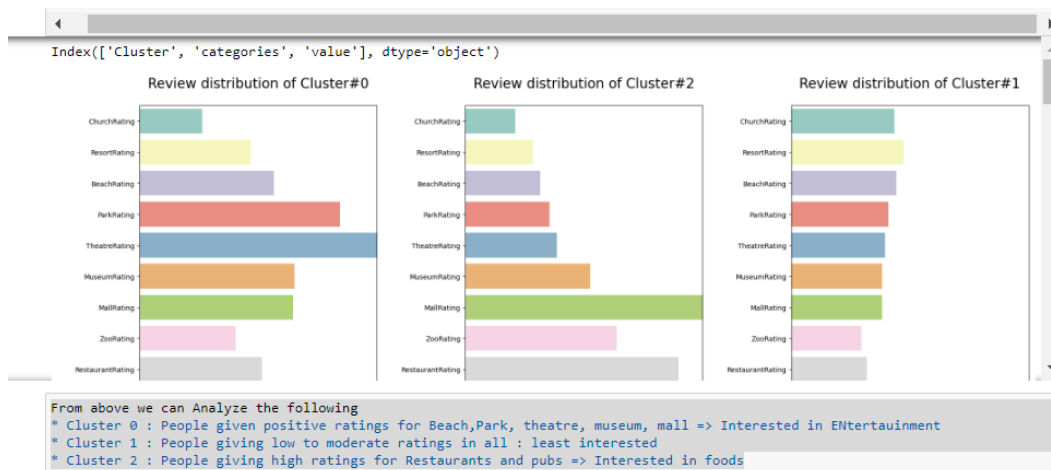 Index(['Cluster', 'categories', 'value'], dtype='object')
Review distribution of Cluster#0
ChurchRating
ResortRating
BeachRating
ParkRating
TheatreRating
MuseumRating
MallRating
ZooRating
RestaurantRating
Review distribution of Cluster#2
ChurchRating
ResortRating
BeachRating
ParkRating
TheatreRating
MuseumRating
MallRating
ZooRating
RestaurantRating
Review distribution of Cluster#1
ChurchRating
ResortRating
BeachRating
ParkRating
TheatreRating
MuseumRating
MallRating
ZooRating
RestaurantRating
From above we can Analyze the following
* Cluster 0 : People given positive ratings for Beach,Park, theatre, museum, mall => Interested in ENtertauinment
* Cluster 1 : People giving low to moderate ratings in all : least interested
* Cluster 2 : People giving high ratings for Restaurants and pubs => Interested in foods